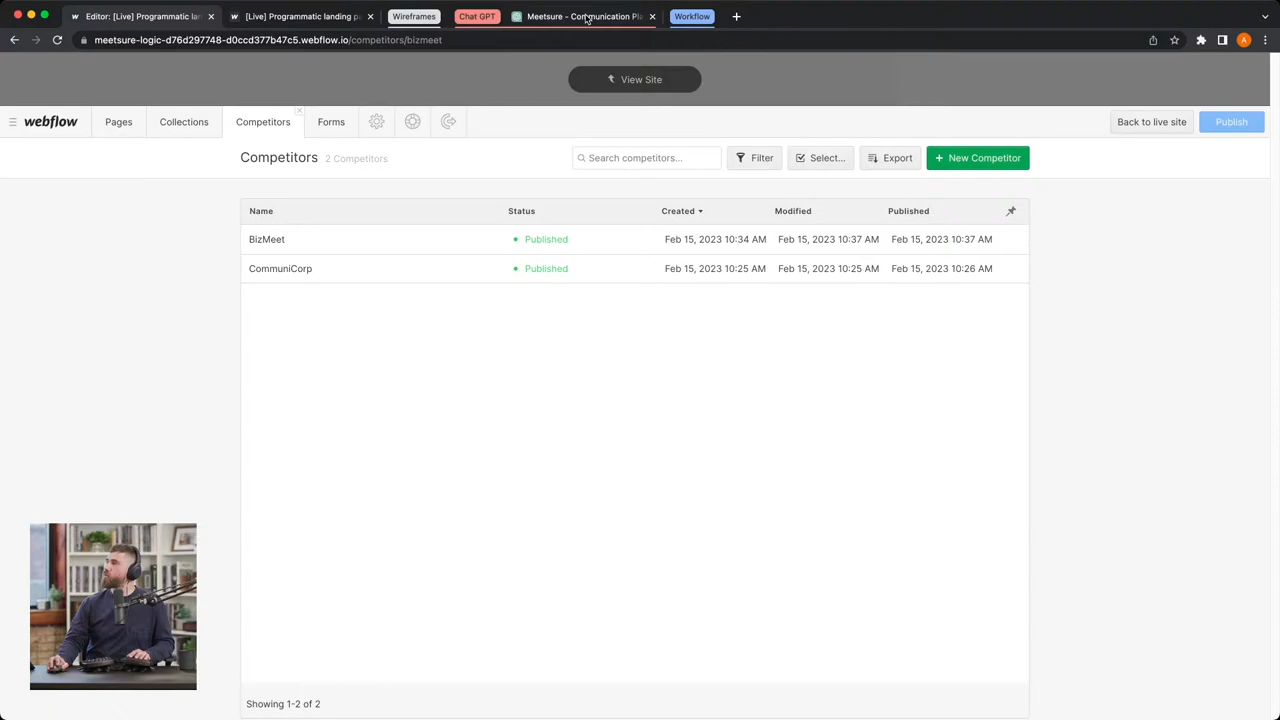 Editor: [Live] Programmatic lan
[Live] Programmatic landing pa
Wireframes
Chat GPT
Meetsure - Communication Pla
Workflow
meetsure-logic-d76d297748-d0ccd377b47c5.webflow.io/competitors/bizmeet
A
View Site
webflow
Pages
Collections
Competitors
Forms
Back to live site
Publish
Competitors 2 Competitors
Search competitors...
Filter
Select...
Export
+ New Competitor
Name Status Created Modified Published
BizMeet Published Feb 15, 2023 10:34 AM Feb 15, 2023 10:37 AM Feb 15, 2023 10:37 AM
CommuniCorp Published Feb 15, 2023 10:25 AM Feb 15, 2023 10:25 AM Feb 15, 2023 10:26 AM
Showing 1-2 of 2